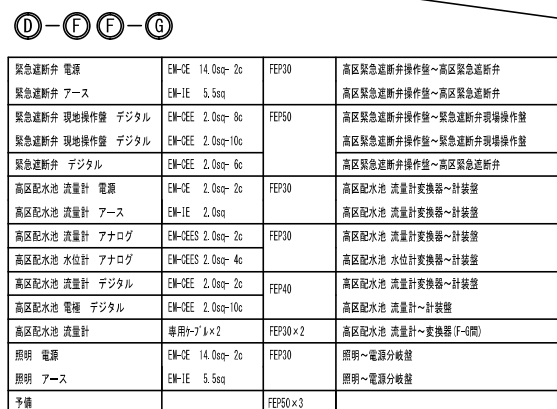 D-F F-G
緊急遮断弁 電源 EM-CE 14.0sq- 2c FEP30 高区緊急遮断弁操作盤～高区緊急遮断弁
緊急遮断弁 アース EM-IE 5.5sq 高区緊急遮断弁操作盤～高区緊急遮断弁
緊急遮断弁 現地操作盤 デジタル EM-CEE 2.0sq- 8c FEP50 高区緊急遮断弁操作盤～緊急遮断弁現場操作盤
緊急遮断弁 現地操作盤 デジタル EM-CEE 2.0sq-10c 高区緊急遮断弁操作盤～緊急遮断弁現場操作盤
緊急遮断弁 デジタル EM-CEE 2.0sq- 6c 高区緊急遮断弁操作盤～高区緊急遮断弁
高区配水池 流量計 電源 EM-CE 2.0sq- 2c FEP30 高区配水池 流量計変換器～計装盤
高区配水池 流量計 アース EM-IE 2.0sq 高区配水池 流量計変換器～計装盤
高区配水池 流量計 アナログ EM-CEES 2.0sq- 2c FEP30 高区配水池 流量計変換器～計装盤
高区配水池 水位計 アナログ EM-CEES 2.0sq- 4c 高区配水池 水位計変換器～計装盤
高区配水池 流量計 デジタル EM-CEE 2.0sq- 2c FEP40 高区配水池 流量計変換器～計装盤
高区配水池 電極 デジタル EM-CEE 2.0sq-10c 高区配水池 流量計～計装盤
高区配水池 流量計 専用ｹｰﾌﾞﾙ×2 FEP30×2 高区配水池 流量計～変換器(F-G間)
照明 電源 EM-CE 14.0sq- 2c FEP30 照明～電源分岐盤
照明 アース EM-IE 5.5sq 照明～電源分岐盤
予備 FEP50×3